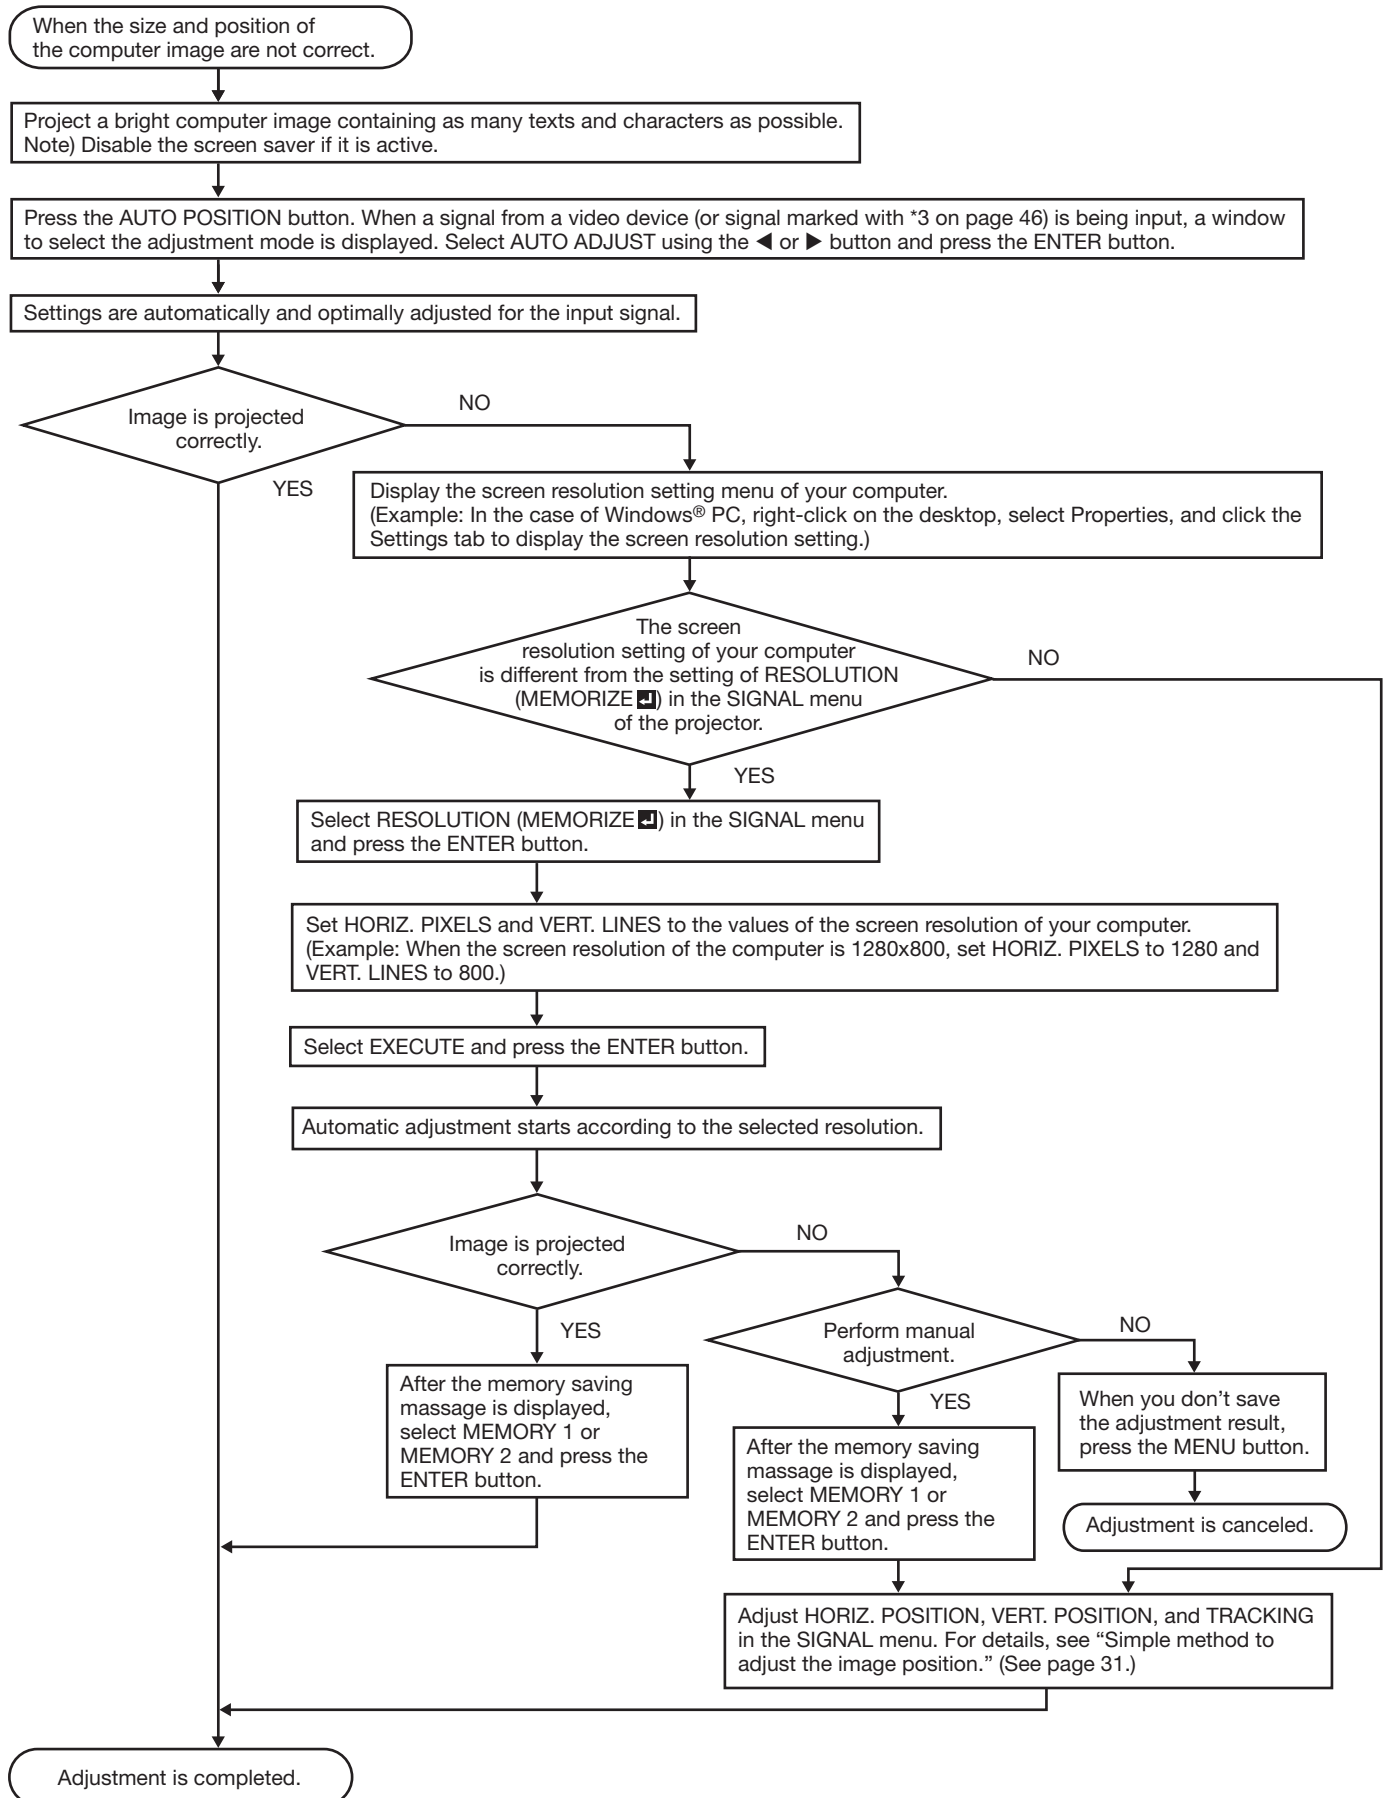 When the size and position of
the computer image are not correct.
Project a bright computer image containing as many texts and characters as possible.
Note) Disable the screen saver if it is active.
Press the AUTO POSITION button. When a signal from a video device (or signal marked with *3 on page 46) is being input, a window
to select the adjustment mode is displayed. Select AUTO ADJUST using the ◀ or ▶ button and press the ENTER button.
Settings are automatically and optimally adjusted for the input signal.
Image is projected
correctly.
NO
YES
Display the screen resolution setting menu of your computer.
(Example: In the case of Windows® PC, right-click on the desktop, select Properties, and click the
Settings tab to display the screen resolution setting.)
The screen
resolution setting of your computer
is different from the setting of RESOLUTION
(MEMORIZE ↵) in the SIGNAL menu
of the projector.
NO
YES
Select RESOLUTION (MEMORIZE ↵) in the SIGNAL menu
and press the ENTER button.
Set HORIZ. PIXELS and VERT. LINES to the values of the screen resolution of your computer.
(Example: When the screen resolution of the computer is 1280x800, set HORIZ. PIXELS to 1280 and
VERT. LINES to 800.)
Select EXECUTE and press the ENTER button.
Automatic adjustment starts according to the selected resolution.
Image is projected
correctly.
NO
YES
Perform manual
adjustment.
NO
YES
After the memory saving
massage is displayed,
select MEMORY 1 or
MEMORY 2 and press the
ENTER button.
After the memory saving
massage is displayed,
select MEMORY 1 or
MEMORY 2 and press the
ENTER button.
When you don't save
the adjustment result,
press the MENU button.
Adjustment is canceled.
Adjust HORIZ. POSITION, VERT. POSITION, and TRACKING
in the SIGNAL menu. For details, see “Simple method to
adjust the image position.” (See page 31.)
Adjustment is completed.